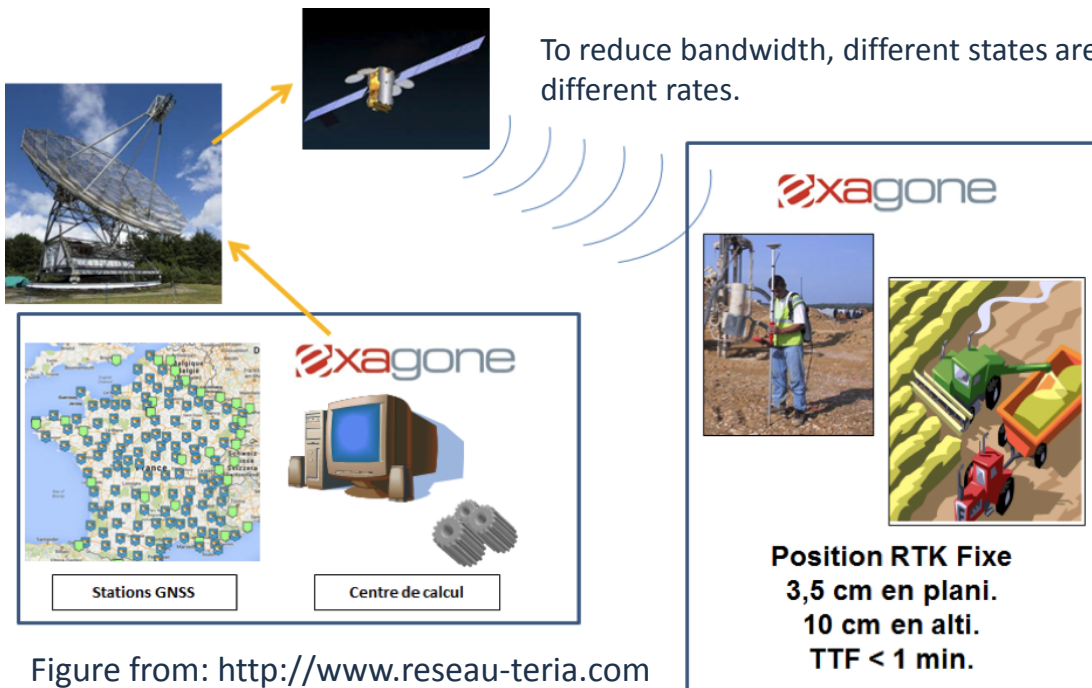 To reduce bandwidth, different states are
different rates.
exagone
exagone
France
Stations GNSS
Centre de calcul
Position RTK Fixe
3,5 cm en plani.
10 cm en alti.
TTF < 1 min.
Figure from: http://www.reseau-teria.com